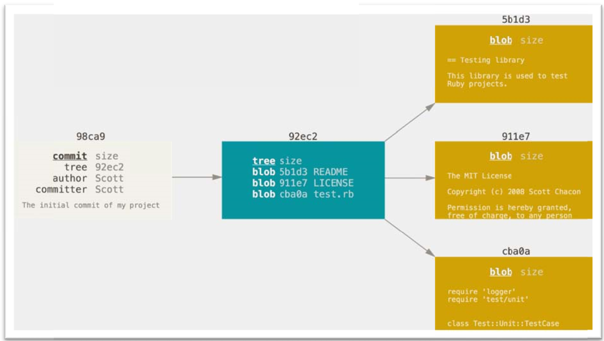 98ca9
commit size
tree 92ec2
author Scott
committer Scott
The initial commit of my project
92ec2
tree size
blob 5b1d3 README
blob 911e7 LICENSE
blob cba0a test.rb
5b1d3
blob size
== Testing library
This library is used to test
Ruby projects.
911e7
blob size
The MIT License
Copyright (c) 2008 Scott Chacon
Permission is hereby granted,
free of charge, to any person
cba0a
blob size
require 'logger'
require 'test/unit'
class Test::Unit::TestCase